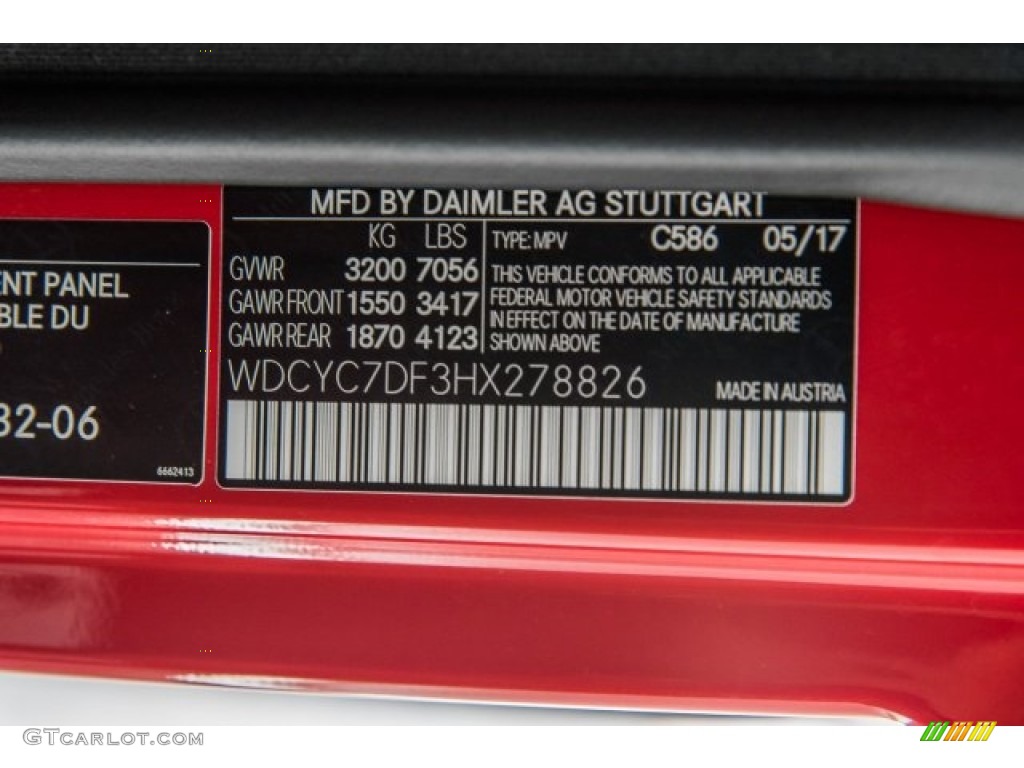 MFD BY DAIMLER AG STUTTGART
KG LBS
GVWR 3200 7056
GAWR FRONT 1550 3417
GAWR REAR 1870 4123
TYPE: MPV C586 05/17
THIS VEHICLE CONFORMS TO ALL APPLICABLE
FEDERAL MOTOR VEHICLE SAFETY STANDARDS
IN EFFECT ON THE DATE OF MANUFACTURE
SHOWN ABOVE
WDCYC7DF3HX278826
MADE IN AUSTRIA
ENT PANEL
BLE DU
32-06
6662413
GTCARLOT.COM